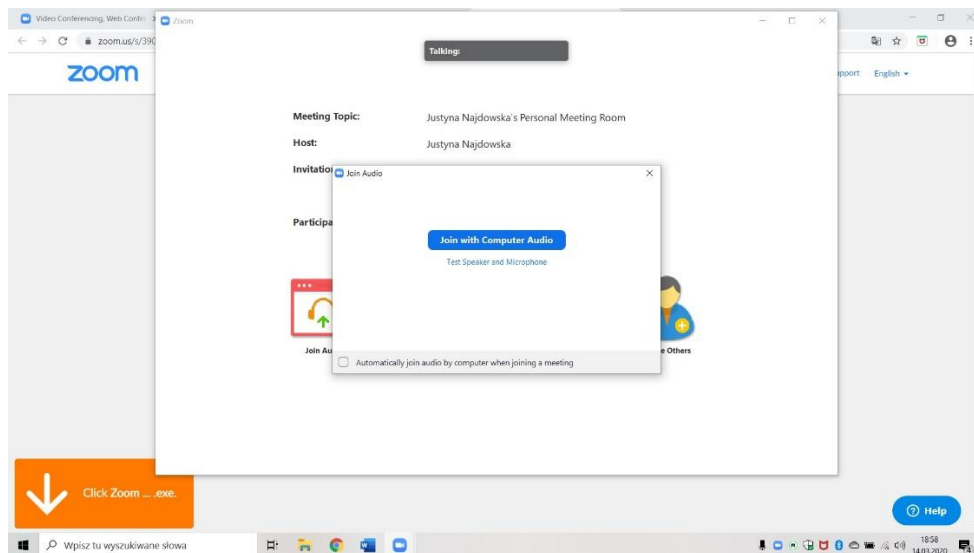 Video Conferencing, Web Confe
Zoom
zoom.us/s/390
Talking:
zoom
upport English
Meeting Topic: Justyna Najdowska's Personal Meeting Room
Host: Justyna Najdowska
Invitatio
Join Audio
Participa
Join with Computer Audio
Test Speaker and Microphone
Join Au
e Others
Automatically join audio by computer when joining a meeting
Click Zoom ... .exe.
Help
Wpisz tu wyszukiwane słowa
18:58
14.03.2020